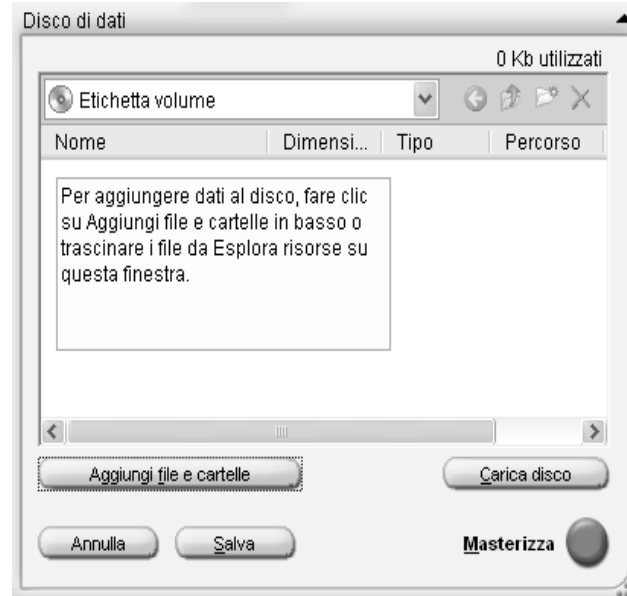 Disco di dati
0 Kb utilizzati
Etichetta volume
Nome Dimensi... Tipo Percorso
Per aggiungere dati al disco, fare clic
su Aggiungi file e cartelle in basso o
trascinare i file da Esplora risorse su
questa finestra.
Aggiungi file e cartelle Carica disco
Annulla Salva Masterizza